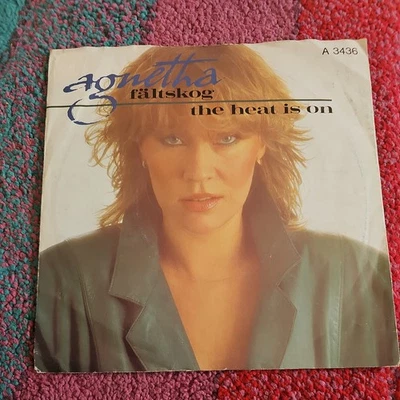 A 3436
agnetha
fältskog
the heat is on